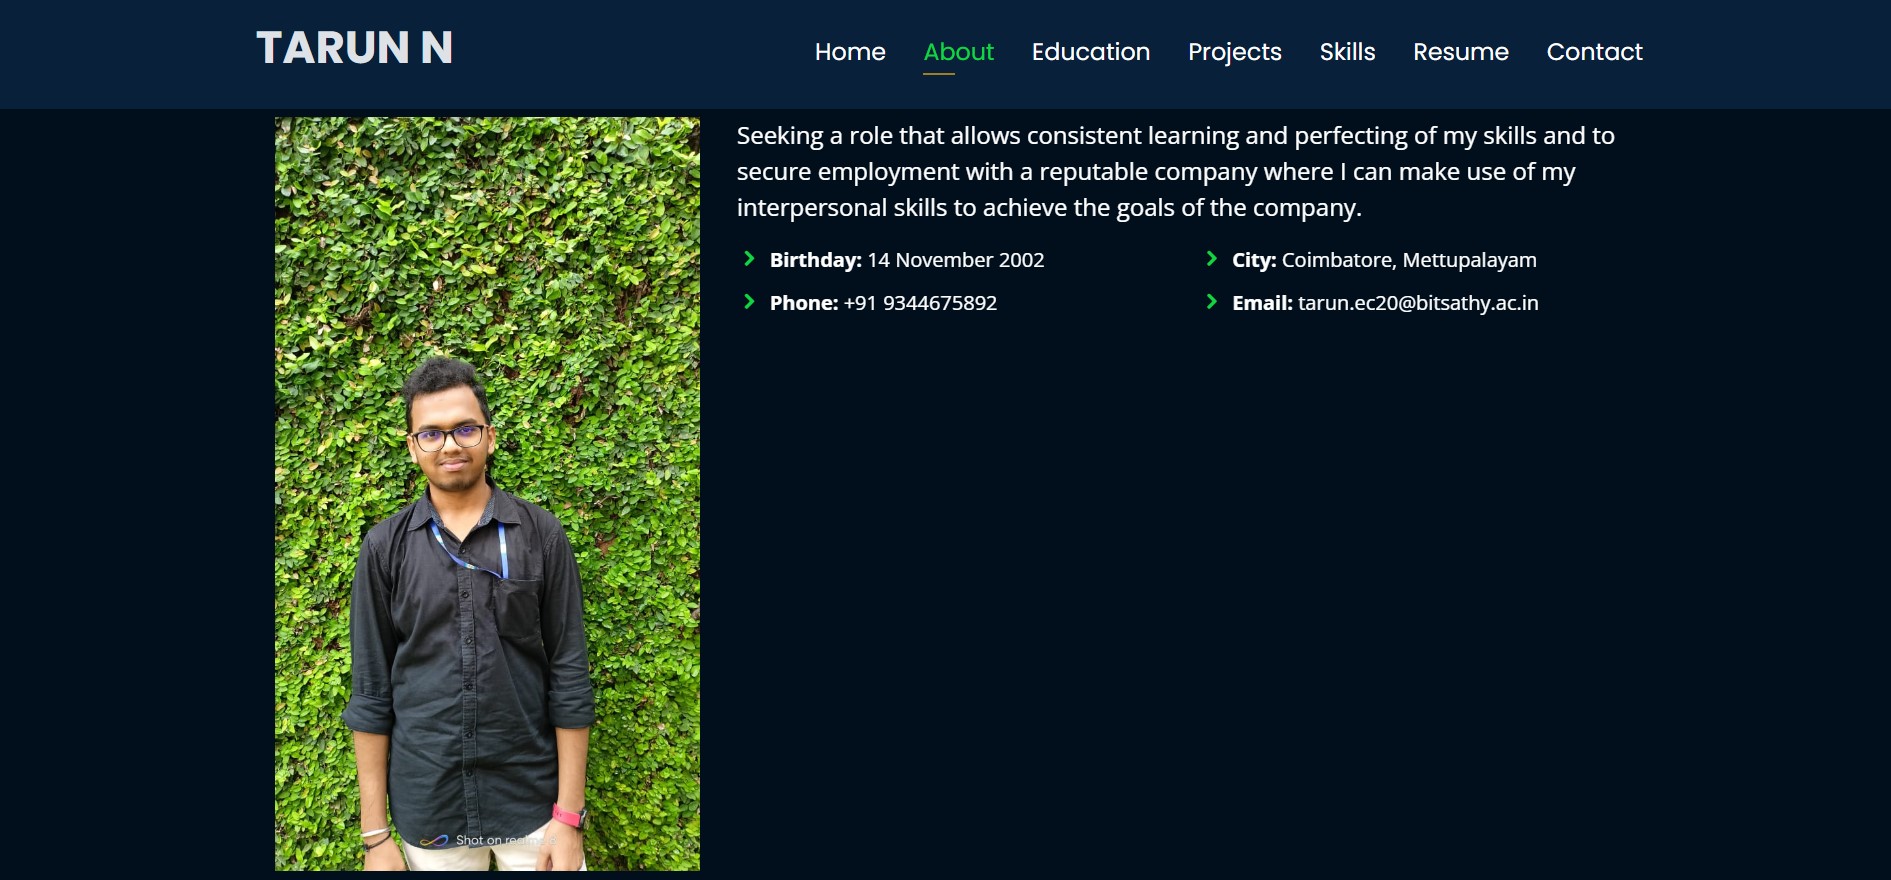 TARUN N
Home About Education Projects Skills Resume Contact
Seeking a role that allows consistent learning and perfecting of my skills and to
secure employment with a reputable company where I can make use of my
interpersonal skills to achieve the goals of the company.
Birthday: 14 November 2002
City: Coimbatore, Mettupalayam
Phone: +91 9344675892
Email: tarun.ec20@bitsathy.ac.in
Shot on